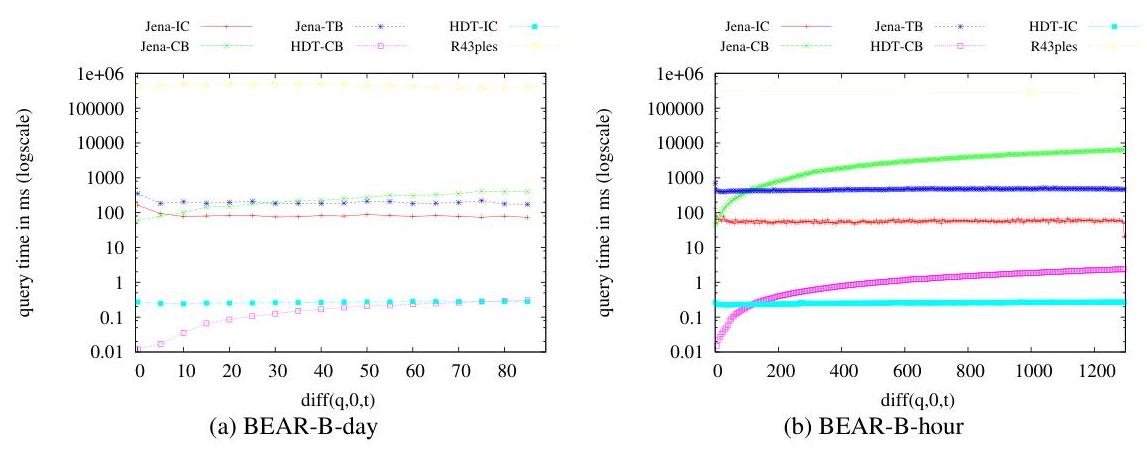 Jena-IC Jena-TB HDT-IC
Jena-CB HDT-CB R43ples
1e+06
100000
10000
1000
100
10
1
0.1
0.01
query time in ms (logscale)
0 10 20 30 40 50 60 70 80
diff(q,0,t)
(a) BEAR-B-day
Jena-IC Jena-TB HDT-IC
Jena-CB HDT-CB R43ples
1e+06
100000
10000
1000
100
10
1
0.1
0.01
query time in ms (logscale)
0 200 400 600 800 1000 1200
diff(q,0,t)
(b) BEAR-B-hour